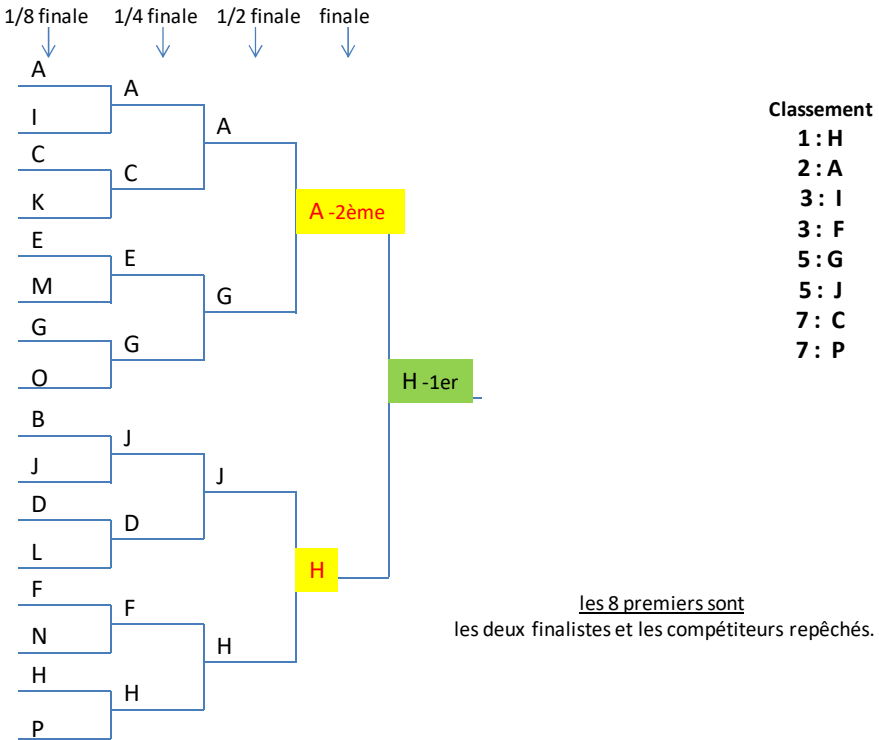 1/8 finale 1/4 finale 1/2 finale finale
A
A
I
A
C
C
K
A -2ème
E
E
M
G
G
G
O
H -1er
B
J
J
J
D
D
L
H
F
F
N
H
H
H
P
Classement
1 : H
2 : A
3 : I
3 : F
5 : G
5 : J
7 : C
7 : P
les 8 premiers sont
les deux finalistes et les compétiteurs repêchés.